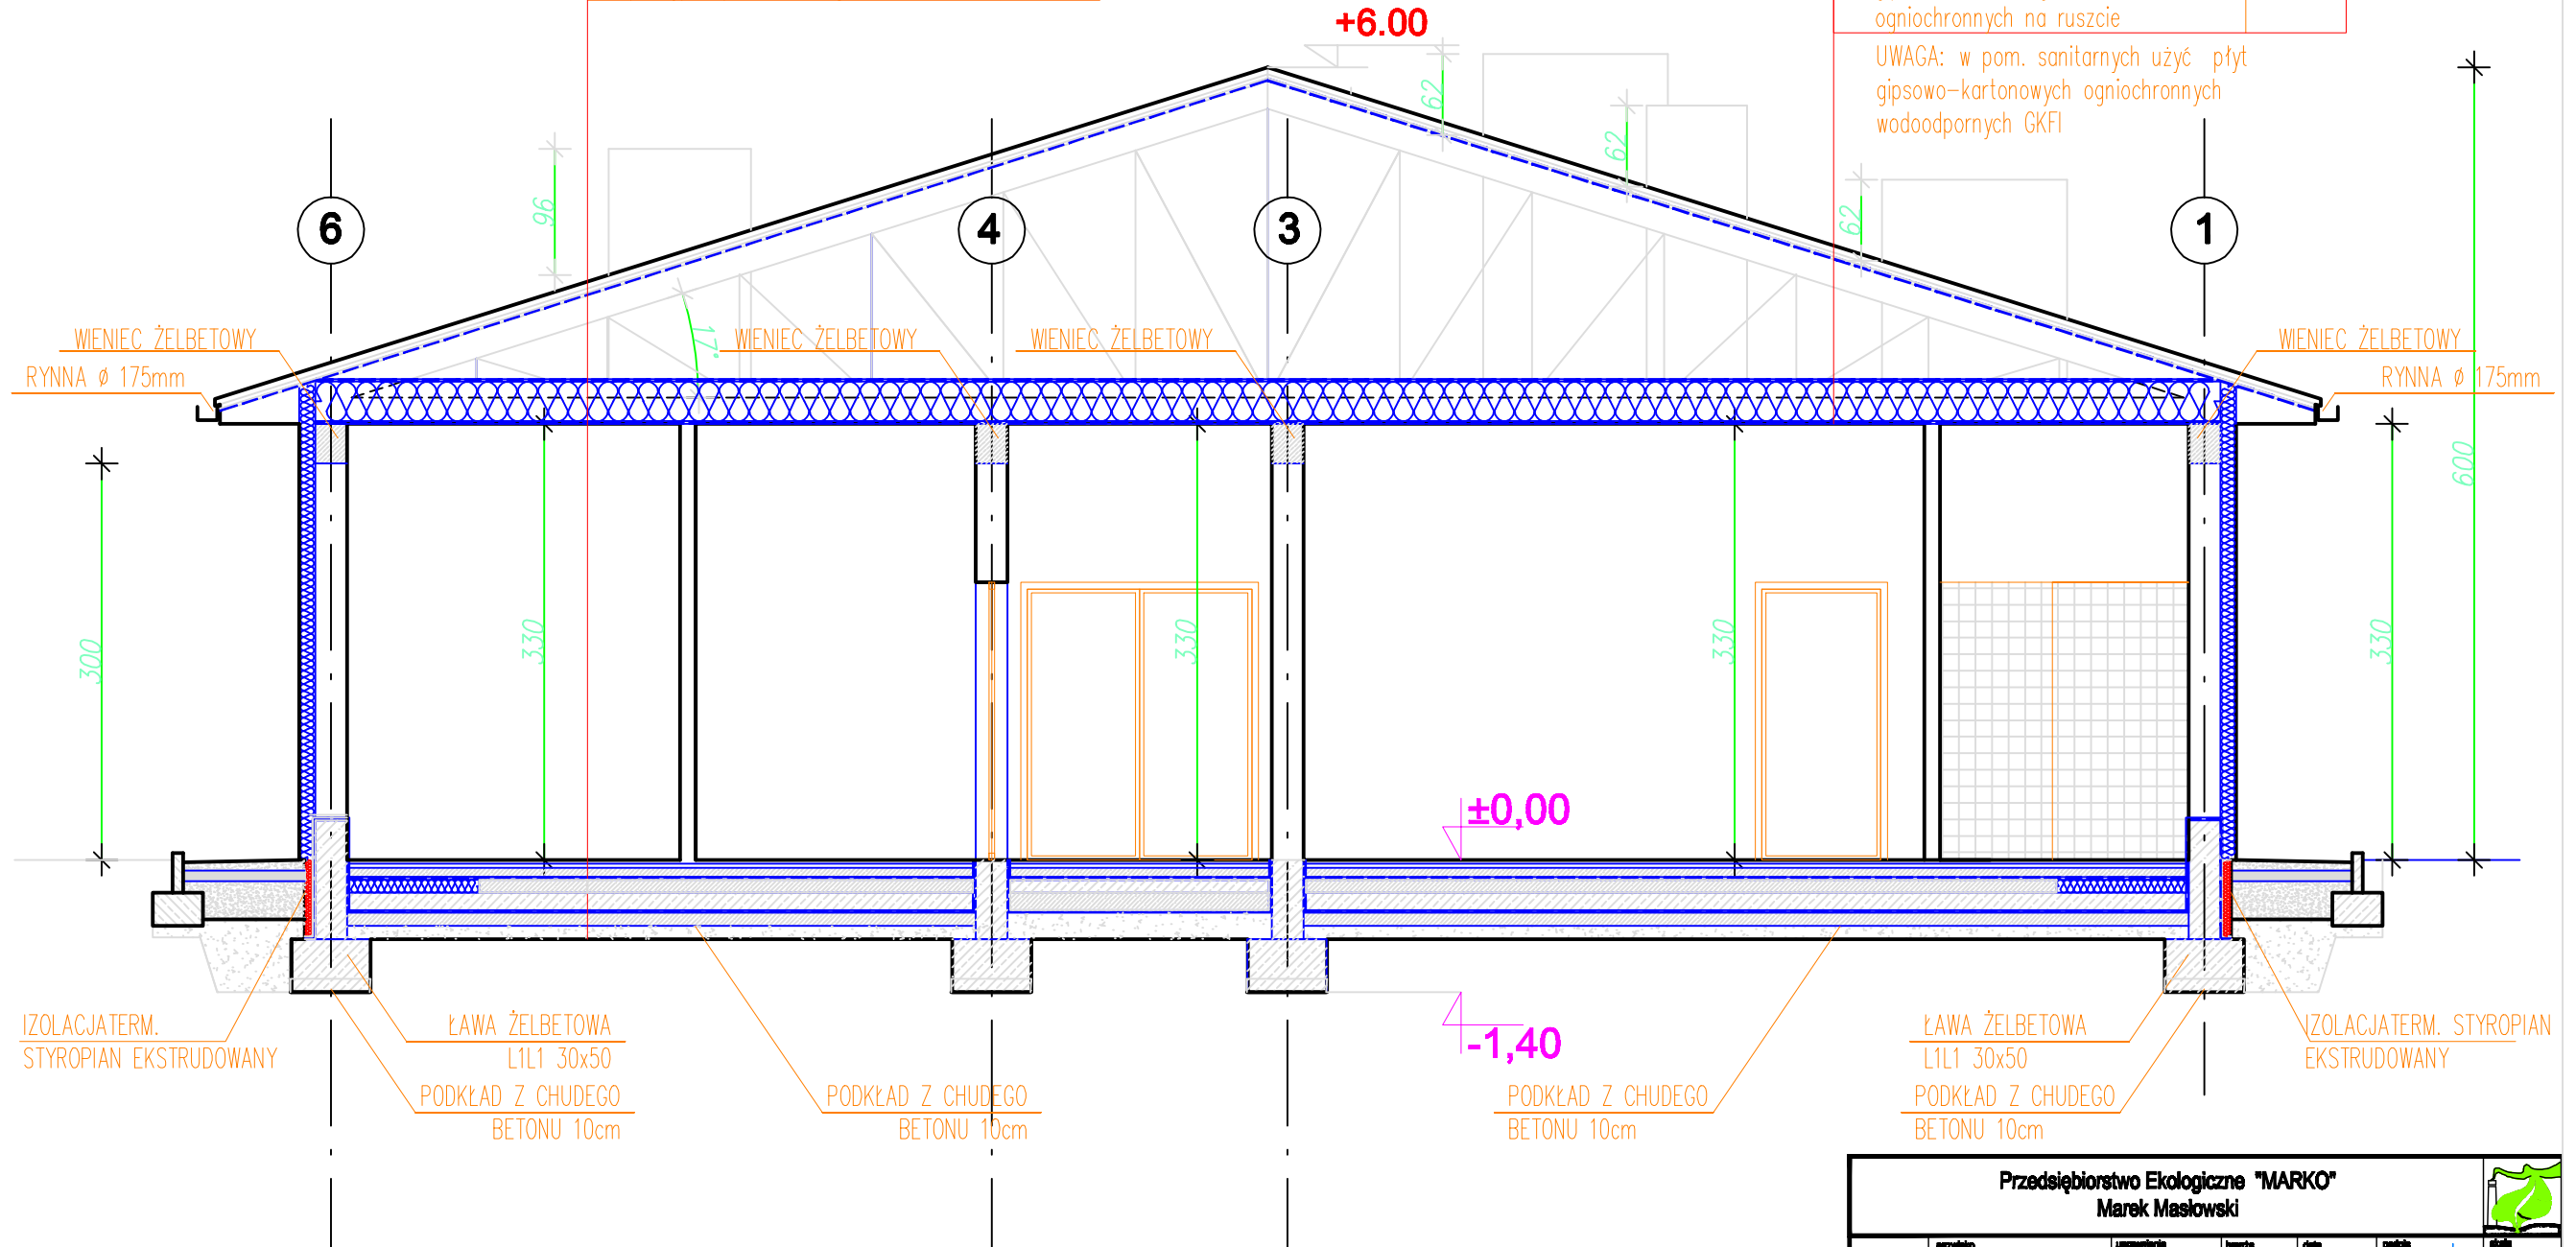 +6.00
ogniochronnych na ruszcie
UWAGA: w pom. sanitarnych użyć płyt
gipsowo-kartonowych ogniochronnych
wodoodpornych GKFI
62
62
62
96
6
4
3
1
17°
WIENIEC ŻELBETOWY
RYNNA ø 175mm
WIENIEC ŻELBETOWY
WIENIEC ŻELBETOWY
WIENIEC ŻELBETOWY
RYNNA ø 175mm
600
300
330
330
330
330
±0,00
-1,40
IZOLACJATERM.
STYROPIAN EKSTRUDOWANY
ŁAWA ŻELBETOWA
L1L1 30x50
PODKŁAD Z CHUDEGO
BETONU 10cm
PODKŁAD Z CHUDEGO
BETONU 10cm
PODKŁAD Z CHUDEGO
BETONU 10cm
ŁAWA ŻELBETOWA
L1L1 30x50
PODKŁAD Z CHUDEGO
BETONU 10cm
IZOLACJATERM. STYROPIAN
EKSTRUDOWANY
Przedsiębiorstwo Ekologiczne "MARKO"
Marek Masłowski